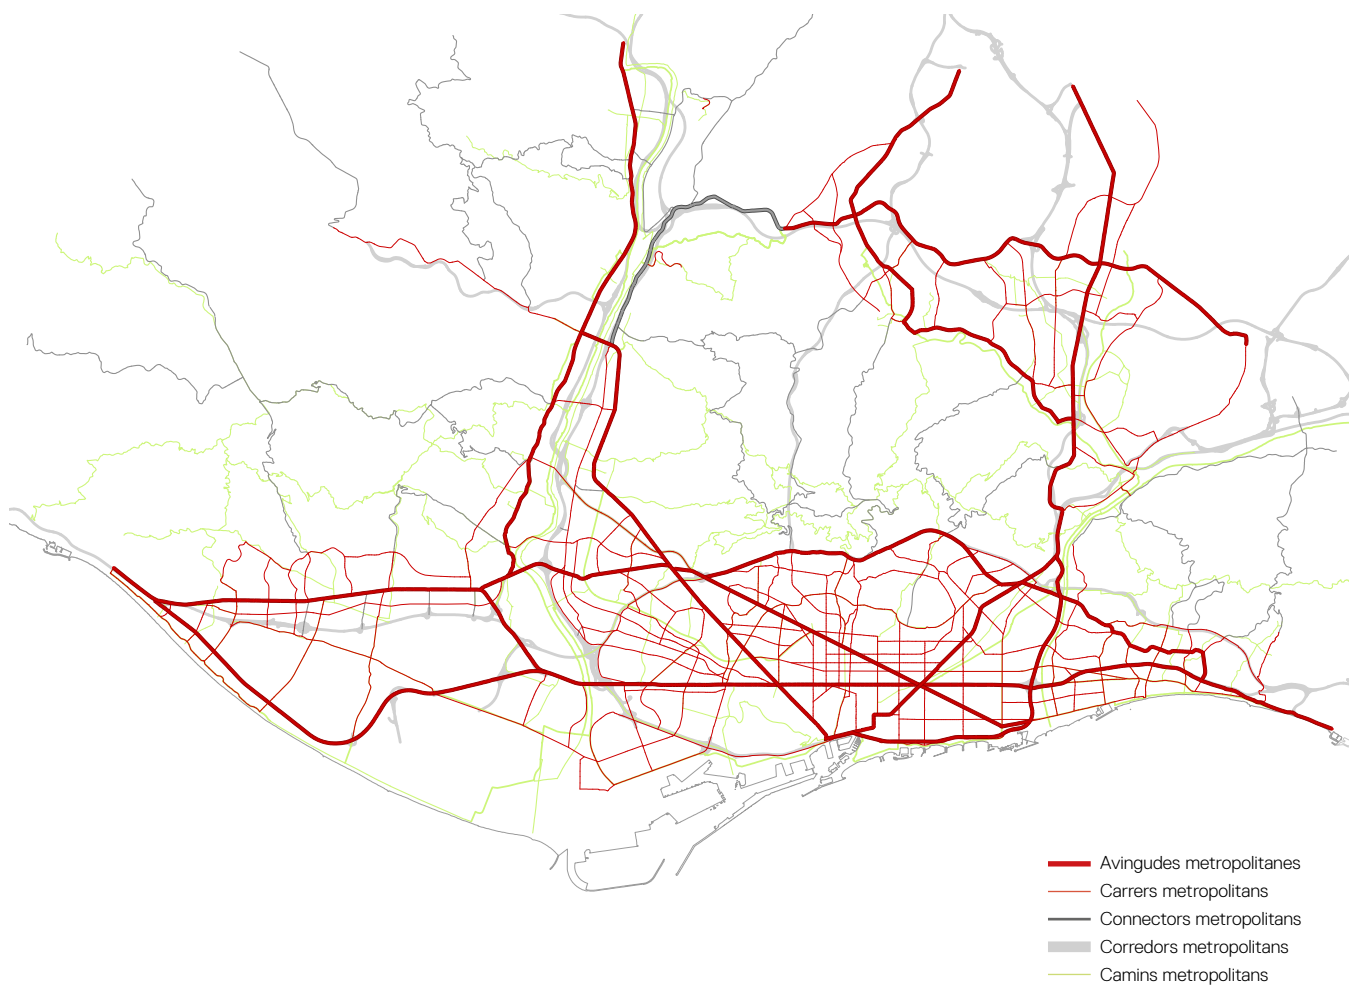 Avingudes metropolitanes
Carrers metropolitans
Connectors metropolitans
Corredors metropolitans
Camins metropolitans